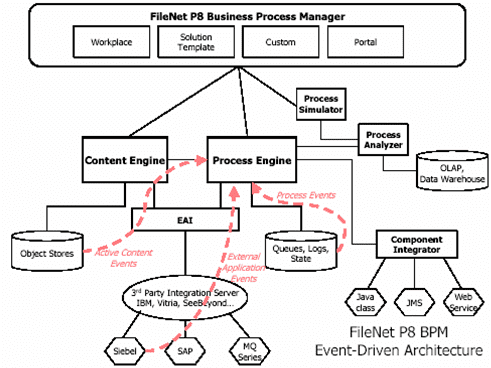 FileNet P8 Business Process Manager
Workplace
Solution
Template
Custom
Portal
Process
Simulator
Process
Analyzer
Content Engine
Process Engine
OLAP,
Data Warehouse
Process Events
EAI
Object Stores
Active Content
Events
External
Application
Events
Queues, Logs,
State
Component
Integrator
3rd Party Integration Server
IBM, Vitria, SeeBeyond...
Java
class
JMS
Web
Service
Siebel
SAP
MQ
Series
FileNet P8 BPM
Event-Driven Architecture